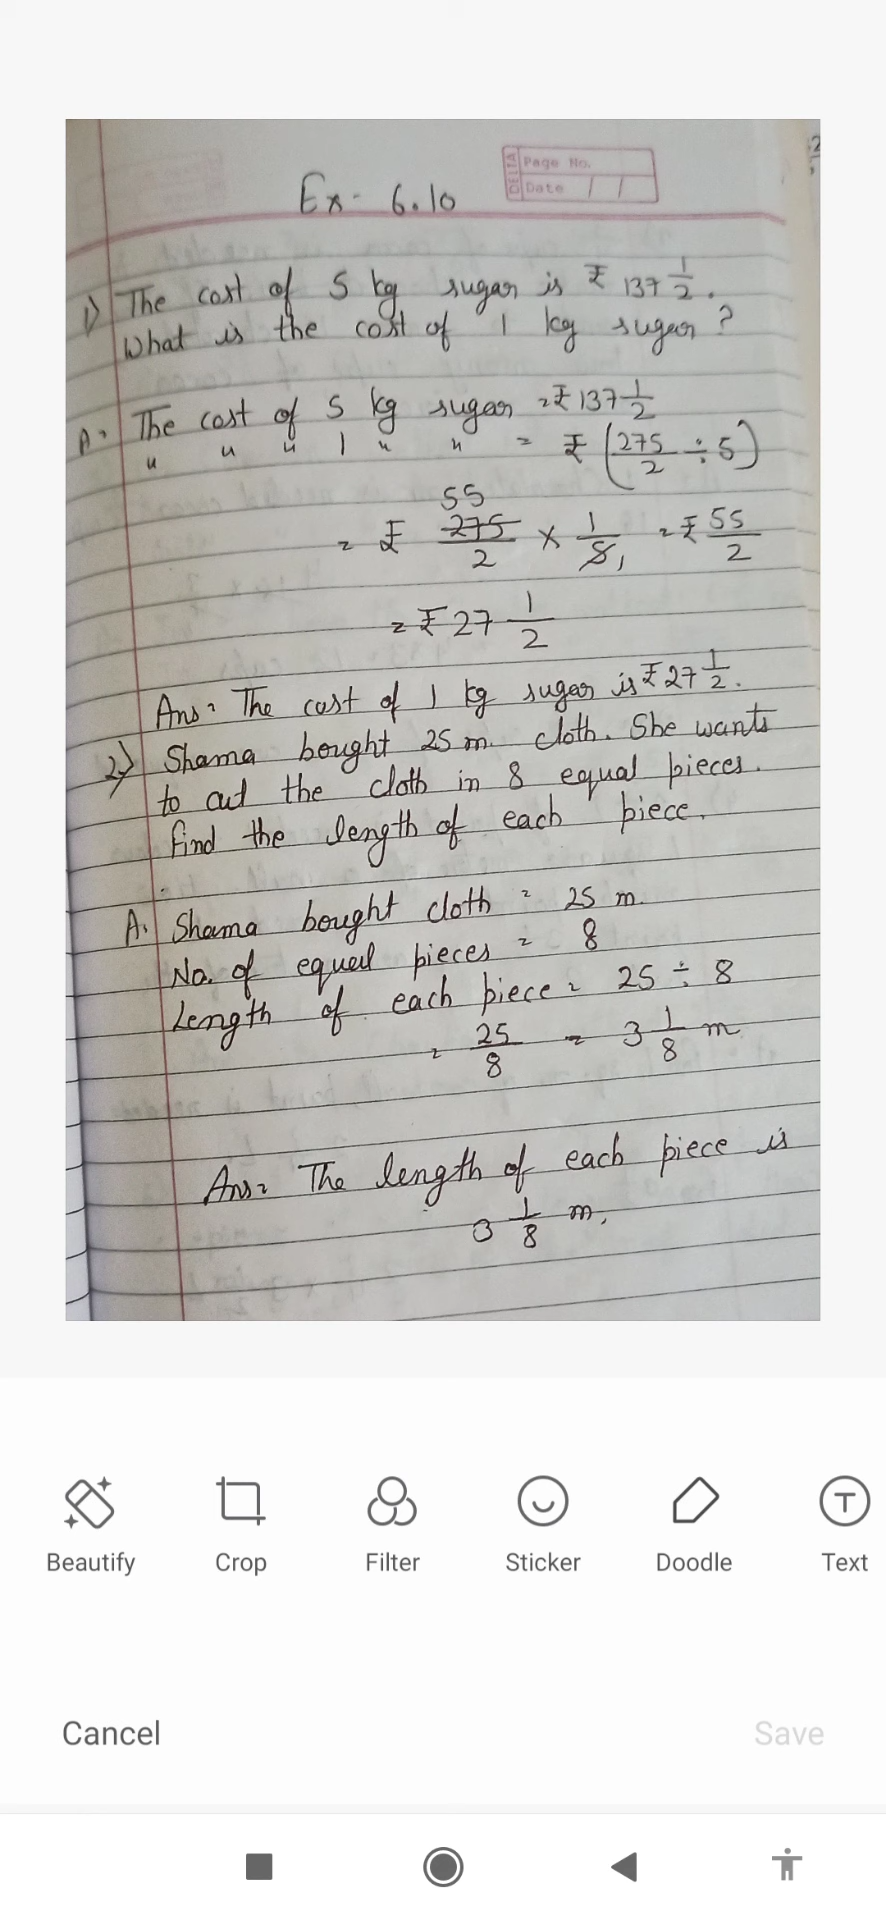 DELTA
Page No.
Date / /
Ex- 6.10
1) The cost of 5 kg sugar is ₹ 137 1/2.
What is the cost of 1 kg sugar?
A. The cost of 5 kg sugar = ₹ 137 1/2
" " " 1 " " = ₹ (275/2 ÷ 5)
55
= ₹ 275/2 × 1/5 1 = ₹ 55/2
= ₹ 27 1/2
Ans = The cost of 1 kg sugar is ₹ 27 1/2.
2) Shama bought 25 m cloth. She wants
to cut the cloth in 8 equal pieces.
find the length of each piece.
A. Shama bought cloth = 25 m
No. of equal pieces = 8
Length of each piece = 25 ÷ 8
= 25/8 = 3 1/8 m
Ans = The length of each piece is
3 1/8 m.
Beautify Crop Filter Sticker Doodle Text
Cancel Save